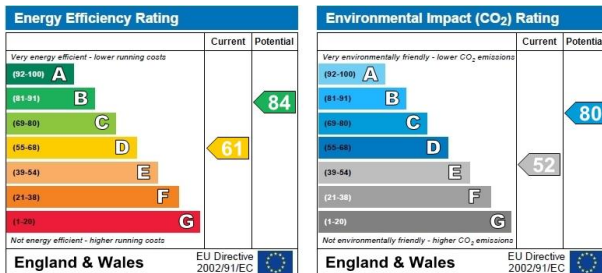 Energy Efficiency Rating
Current Potential
Very energy efficient - lower running costs
(92-100) A
(81-91) B
84
(69-80) C
(55-68) D
61
(39-54) E
(21-38) F
(1-20) G
Not energy efficient - higher running costs
England & Wales
EU Directive
2002/91/EC
Environmental Impact (CO₂) Rating
Current Potential
Very environmentally friendly - lower CO₂ emissions
(92-100) A
(81-91) B
(69-80) C
80
(55-68) D
(39-54) E
52
(21-38) F
(1-20) G
Not environmentally friendly - higher CO₂ emissions
England & Wales
EU Directive
2002/91/EC